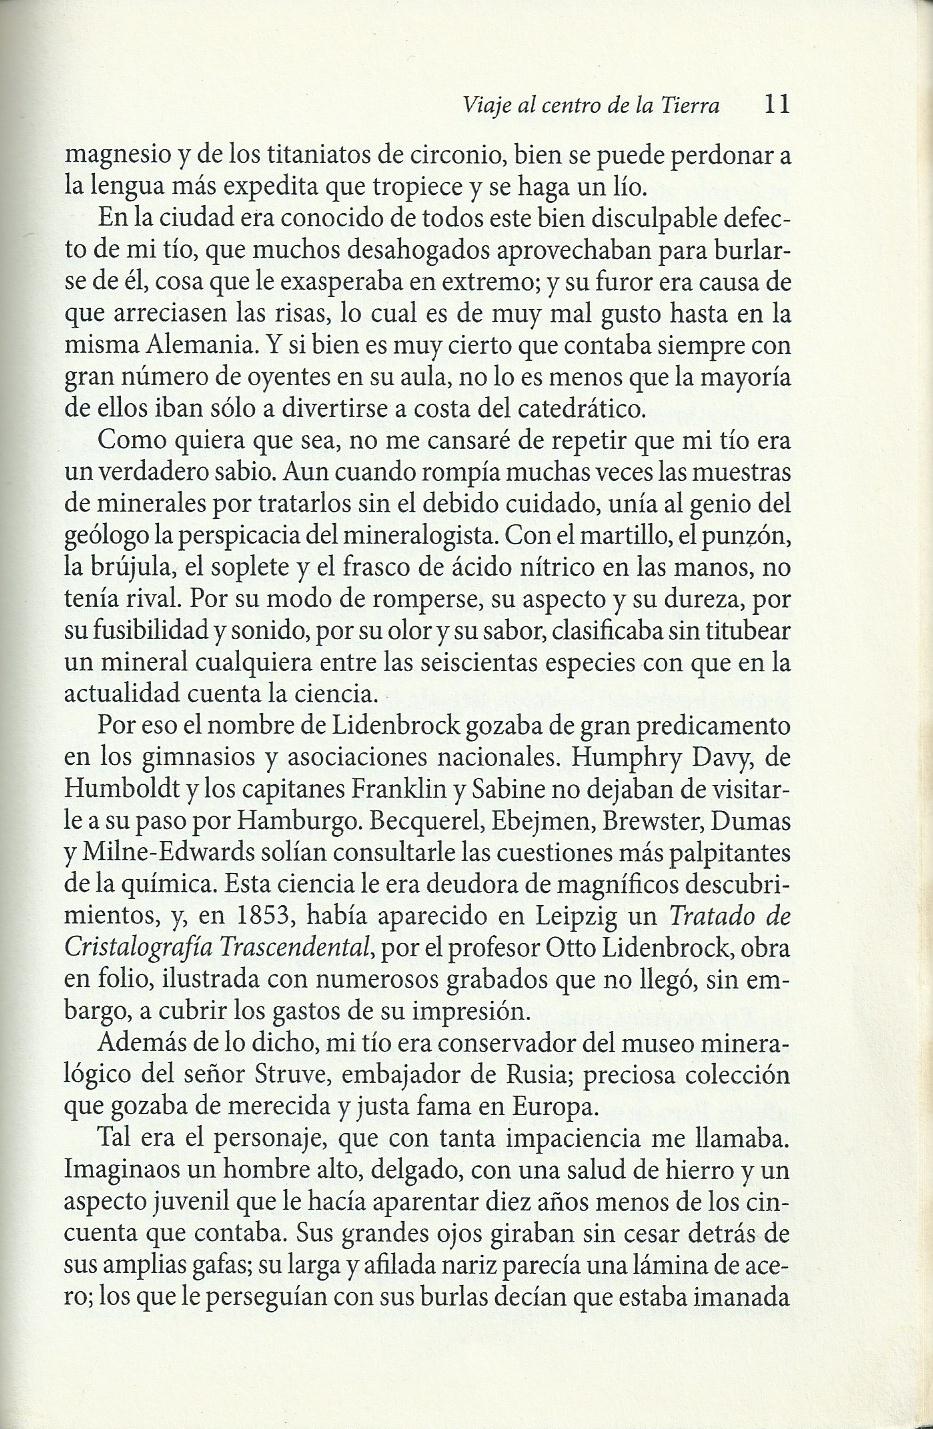 Viaje al centro de la Tierra 11
magnesio y de los titaniatos de circonio, bien se puede perdonar a
la lengua más expedita que tropiece y se haga un lío.
En la ciudad era conocido de todos este bien disculpable defec-
to de mi tío, que muchos desahogados aprovechaban para burlar-
se de él, cosa que le exasperaba en extremo; y su furor era causa de
que arreciasen las risas, lo cual es de muy mal gusto hasta en la
misma Alemania. Y si bien es muy cierto que contaba siempre con
gran número de oyentes en su aula, no lo es menos que la mayoría
de ellos iban sólo a divertirse a costa del catedrático.
Como quiera que sea, no me cansaré de repetir que mi tío era
un verdadero sabio. Aun cuando rompía muchas veces las muestras
de minerales por tratarlos sin el debido cuidado, unía al genio del
geólogo la perspicacia del mineralogista. Con el martillo, el punzón,
la brújula, el soplete y el frasco de ácido nítrico en las manos, no
tenía rival. Por su modo de romperse, su aspecto y su dureza, por
su fusibilidad y sonido, por su olor y su sabor, clasificaba sin titubear
un mineral cualquiera entre las seiscientas especies con que en la
actualidad cuenta la ciencia.
Por eso el nombre de Lidenbrock gozaba de gran predicamento
en los gimnasios y asociaciones nacionales. Humphry Davy, de
Humboldt y los capitanes Franklin y Sabine no dejaban de visitar-
le a su paso por Hamburgo. Becquerel, Ebejmen, Brewster, Dumas
y Milne-Edwards solían consultarle las cuestiones más palpitantes
de la química. Esta ciencia le era deudora de magníficos descubri-
mientos, y, en 1853, había aparecido en Leipzig un Tratado de
Cristalografía Trascendental, por el profesor Otto Lidenbrock, obra
en folio, ilustrada con numerosos grabados que no llegó, sin em-
bargo, a cubrir los gastos de su impresión.
Además de lo dicho, mi tío era conservador del museo minera-
lógico del señor Struve, embajador de Rusia; preciosa colección
que gozaba de merecida y justa fama en Europa.
Tal era el personaje, que con tanta impaciencia me llamaba.
Imaginaos un hombre alto, delgado, con una salud de hierro y un
aspecto juvenil que le hacía aparentar diez años menos de los cin-
cuenta que contaba. Sus grandes ojos giraban sin cesar detrás de
sus amplias gafas; su larga y afilada nariz parecía una lámina de ace-
ro; los que le perseguían con sus burlas decían que estaba imanada